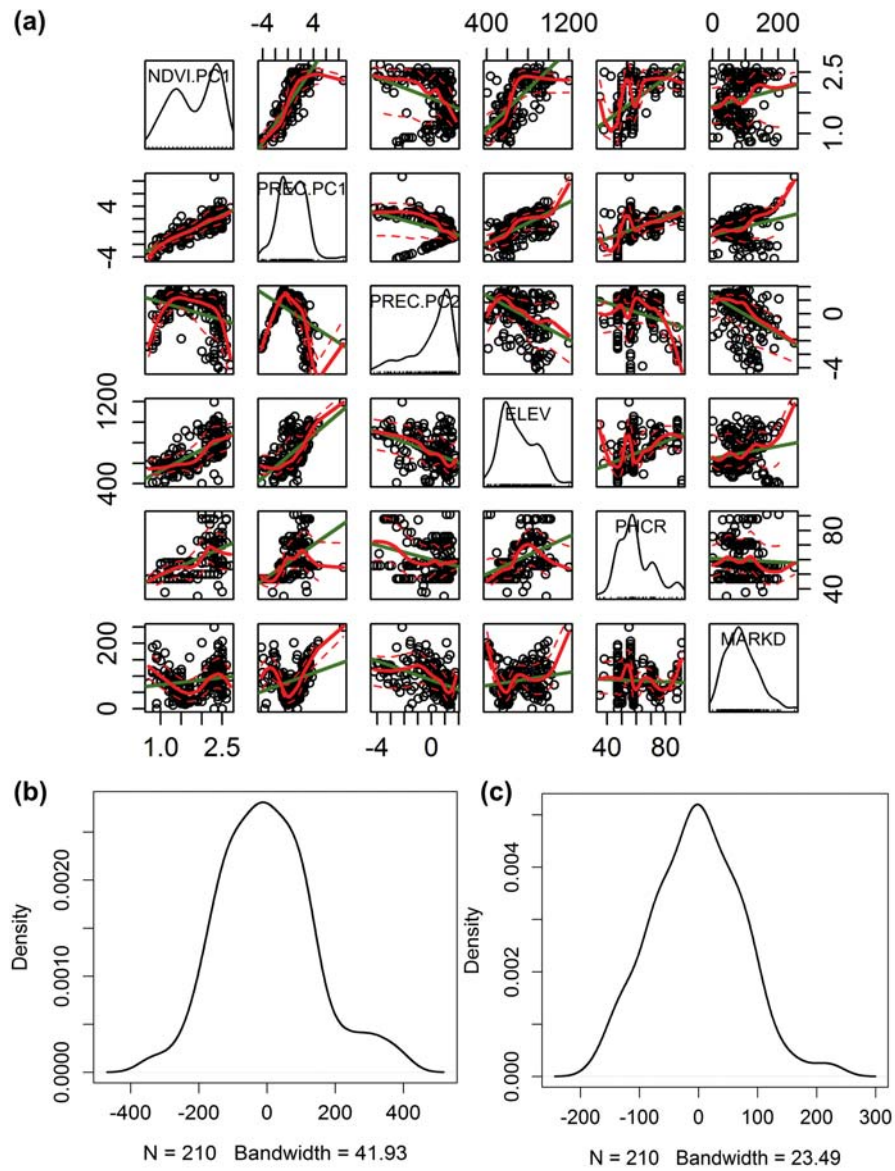 (a)
-4 4
400 1200
0 200
NDVI.PC1
1.0 2.5
-4 4
PREC.PC1
PREC.PC2
-4 0
400 1200
ELEV
PHCR
40 80
0 200
MARKD
1.0 2.5
-4 0
40 80
(b)
Density
0.0000 0.0010 0.0020
-400 -200 0 200 400
N = 210 Bandwidth = 41.93
(c)
Density
0.000 0.002 0.004
-200 -100 0 100 200 300
N = 210 Bandwidth = 23.49